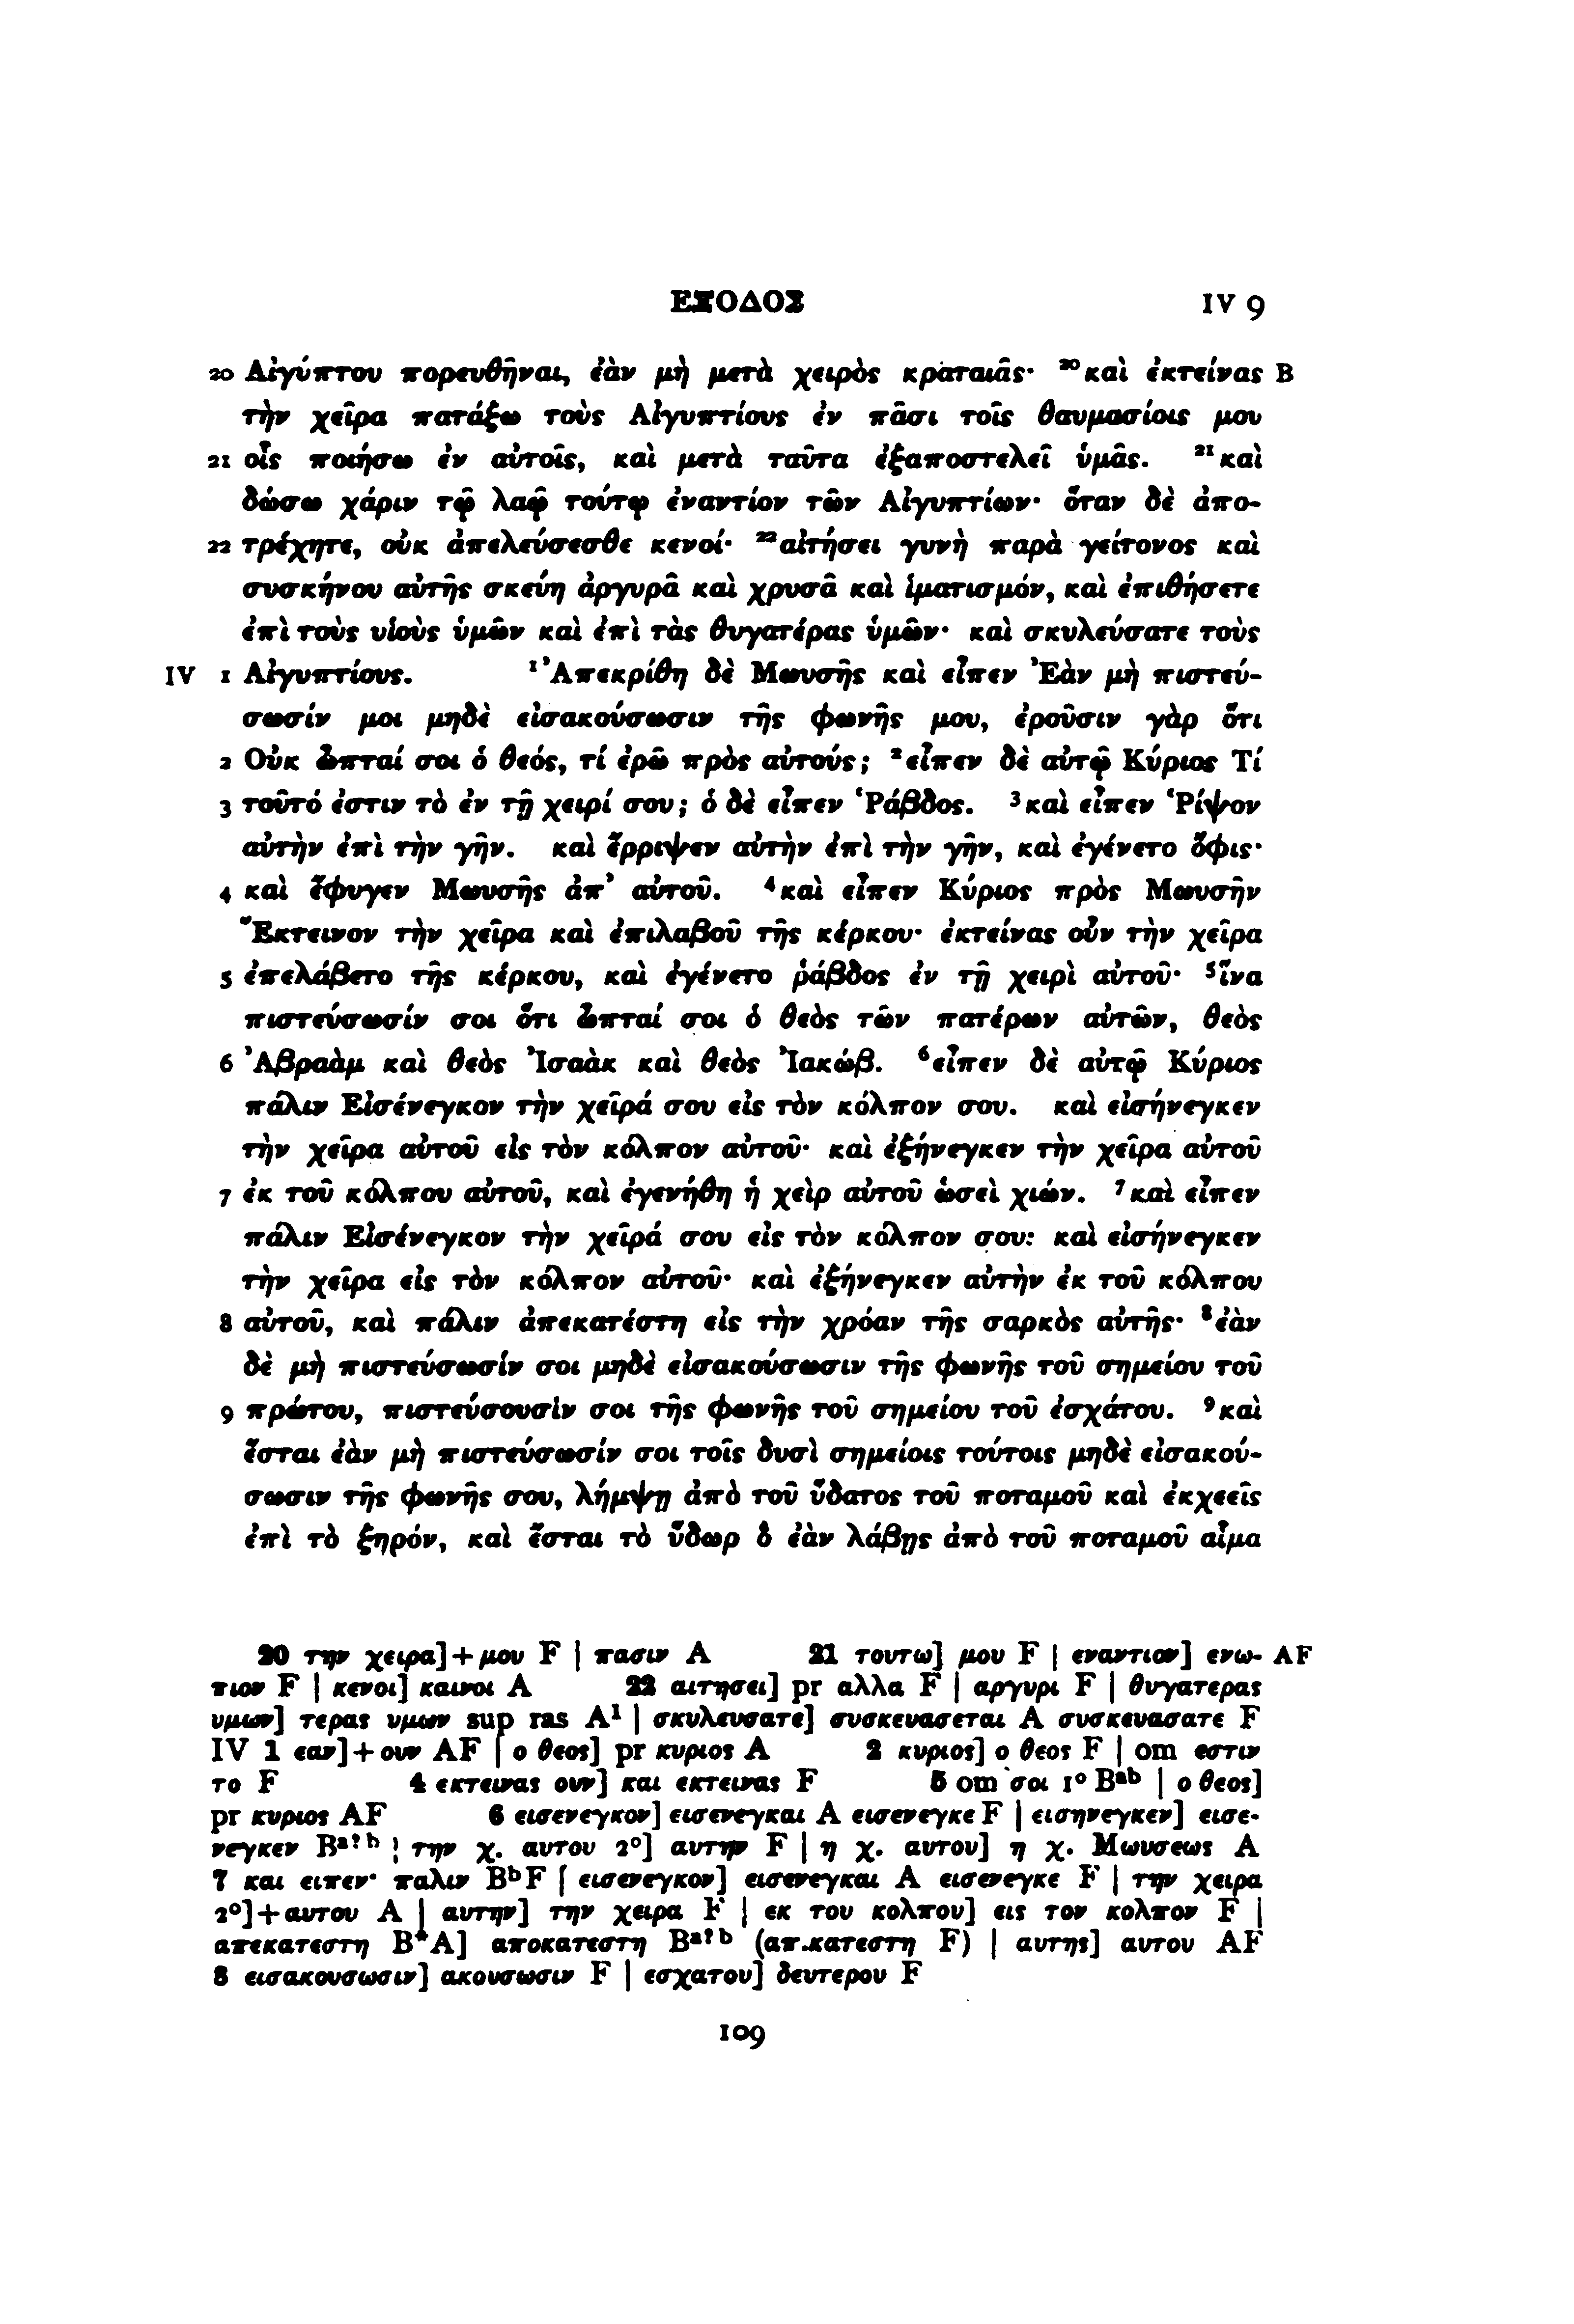 ΕΞΟΔΟΣ IV 9
20 Αἰγύπτου πορευθῆναι, ἐὰν μὴ μετὰ χειρὸς κραταιᾶς· ²⁰καὶ ἐκτείνας B
τὴν χεῖρα πατάξω τοὺς Αἰγυπτίους ἐν πᾶσι τοῖς θαυμασίοις μου
21 οἷς ποιήσω ἐν αὐτοῖς, καὶ μετὰ ταῦτα ἐξαποστελεῖ ὑμᾶς. ²¹καὶ
δώσω χάριν τῷ λαῷ τούτῳ ἐναντίον τῶν Αἰγυπτίων· ὅταν δὲ ἀπο-
22 τρέχητε, οὐκ ἀπελεύσεσθε κενοί· ²²αἰτήσει γυνὴ παρὰ γείτονος καὶ
συσκήνου αὐτῆς σκεύη ἀργυρᾶ καὶ χρυσᾶ καὶ ἱματισμόν, καὶ ἐπιθήσετε
ἐπὶ τοὺς υἱοὺς ὑμῶν καὶ ἐπὶ τὰς θυγατέρας ὑμῶν· καὶ σκυλεύσατε τοὺς
IV 1 Αἰγυπτίους. ¹Ἀπεκρίθη δὲ Μωυσῆς καὶ εἶπεν Ἐὰν μὴ πιστεύ-
σωσίν μοι μηδὲ εἰσακούσωσιν τῆς φωνῆς μου, ἐροῦσιν γὰρ ὅτι
2 Οὐκ ὦπταί σοι ὁ θεός, τί ἐρῶ πρὸς αὐτούς; ²εἶπεν δὲ αὐτῷ Κύριος Τί
3 τοῦτό ἐστιν τὸ ἐν τῇ χειρί σου; ὁ δὲ εἶπεν Ῥάβδος. ³καὶ εἶπεν Ῥίψον
αὐτὴν ἐπὶ τὴν γῆν. καὶ ἔρριψεν αὐτὴν ἐπὶ τὴν γῆν, καὶ ἐγένετο ὄφις·
4 καὶ ἔφυγεν Μωυσῆς ἀπ’ αὐτοῦ. ⁴καὶ εἶπεν Κύριος πρὸς Μωυσῆν
Ἔκτεινον τὴν χεῖρα καὶ ἐπιλαβοῦ τῆς κέρκου· ἐκτείνας οὖν τὴν χεῖρα
5 ἐπελάβετο τῆς κέρκου, καὶ ἐγένετο ῥάβδος ἐν τῇ χειρὶ αὐτοῦ· ⁵ἵνα
πιστεύσωσίν σοι ὅτι ὦπταί σοι ὁ θεὸς τῶν πατέρων αὐτῶν, θεὸς
6 Ἀβραὰμ καὶ θεὸς Ἰσαὰκ καὶ θεὸς Ἰακώβ. ⁶εἶπεν δὲ αὐτῷ Κύριος
πάλιν Εἰσένεγκον τὴν χεῖρά σου εἰς τὸν κόλπον σου. καὶ εἰσήνεγκεν
τὴν χεῖρα αὐτοῦ εἰς τὸν κόλπον αὐτοῦ· καὶ ἐξήνεγκεν τὴν χεῖρα αὐτοῦ
7 ἐκ τοῦ κόλπου αὐτοῦ, καὶ ἐγενήθη ἡ χεὶρ αὐτοῦ ὡσεὶ χιών. ⁷καὶ εἶπεν
πάλιν Εἰσένεγκον τὴν χεῖρά σου εἰς τὸν κόλπον σου: καὶ εἰσήνεγκεν
τὴν χεῖρα εἰς τὸν κόλπον αὐτοῦ· καὶ ἐξήνεγκεν αὐτὴν ἐκ τοῦ κόλπου
8 αὐτοῦ, καὶ πάλιν ἀπεκατέστη εἰς τὴν χρόαν τῆς σαρκὸς αὐτῆς· ⁸ἐὰν
δὲ μὴ πιστεύσωσίν σοι μηδὲ εἰσακούσωσιν τῆς φωνῆς τοῦ σημείου τοῦ
9 πρώτου, πιστεύσουσίν σοι τῆς φωνῆς τοῦ σημείου τοῦ ἐσχάτου. ⁹καὶ
ἔσται ἐὰν μὴ πιστεύσωσίν σοι τοῖς δυσὶ σημείοις τούτοις μηδὲ εἰσακού-
σωσιν τῆς φωνῆς σου, λήμψῃ ἀπὸ τοῦ ὕδατος τοῦ ποταμοῦ καὶ ἐκχεεῖς
ἐπὶ τὸ ξηρόν, καὶ ἔσται τὸ ὕδωρ ὃ ἐὰν λάβῃς ἀπὸ τοῦ ποταμοῦ αἷμα
20 την χειρα]+μου F | πασιν A 21 τουτω] μου F | εναντιον] ενω- AF
πιον F | κενοι] καινοι A 22 αιτησει] pr αλλα F | αργυρι F | θυγατερας
υμων] τερας υμων sup ras A¹ | σκυλευσατε] συσκευασεται A συσκευασατε F
IV 1 εαν]+ουν AF | ο θεος] pr κυριος A 2 κυριος] ο θεος F | om εστιν
το F 4 εκτεινας ουν] και εκτεινας F 5 om σοι 1° Bᵃᵇ | ο θεος]
pr κυριος AF 6 εισενεγκον] εισενεγκαι A εισενεγκε F | εισηνεγκεν] εισε-
νεγκεν Bᵃ?ᵇ | την χ. αυτου 2°] αυτην F | η χ. αυτου] η χ. Μωυσεως A
7 και ειπεν· παλιν BᵇF | εισενεγκον] εισενεγκαι A εισενεγκε F | την χειρα
2°]+αυτου A | αυτην] την χειρα F | εκ του κολπου] εις τον κολπον F |
απεκατεστη B*A] αποκατεστη Bᵃ?ᵇ (απ.κατεστη F) | αυτης] αυτου AF
8 εισακουσωσιν] ακουσωσιν F | εσχατου] δευτερου F
109